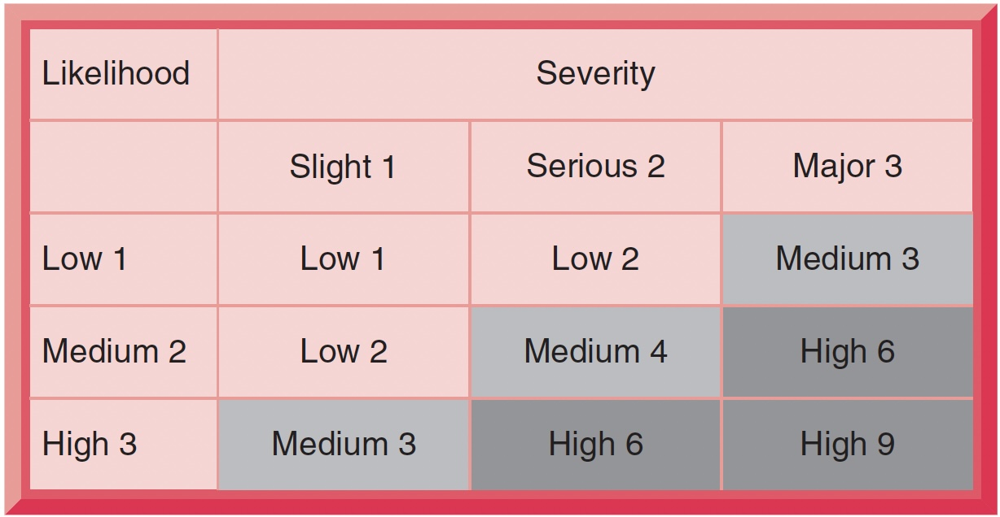 Likelihood Severity
Slight 1 Serious 2 Major 3
Low 1 Low 1 Low 2 Medium 3
Medium 2 Low 2 Medium 4 High 6
High 3 Medium 3 High 6 High 9